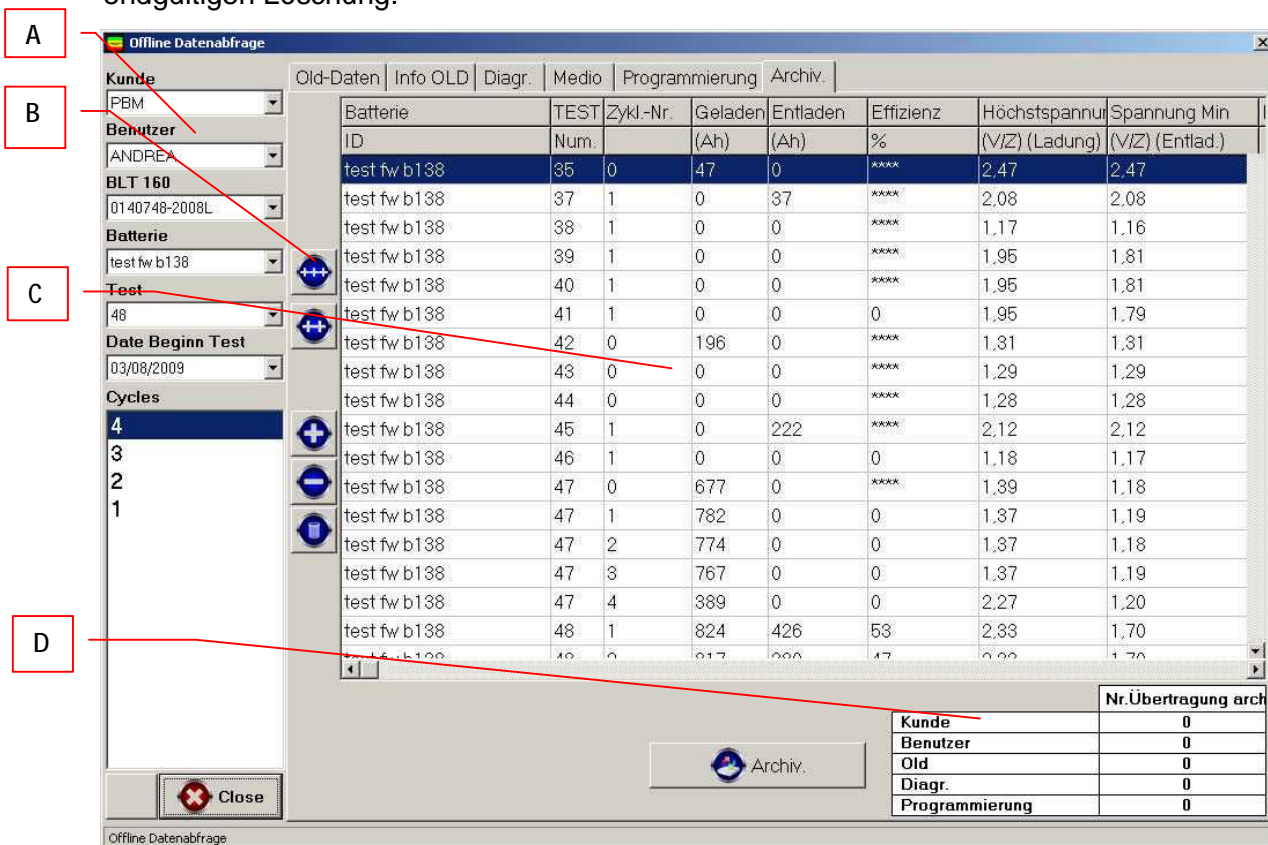 endgültigen Löschung.
A
B
C
D
Offline Datenabfrage
Kunde
PBM
Benutzer
ANDREA
BLT 160
0140748-2008L
Batterie
test fw b138
Test
48
Date Beginn Test
03/08/2009
Cycles
4
3
2
1
Close
Old-Daten Info OLD Diagr. Medio Programmierung Archiv.
Batterie TEST Zykl.-Nr. Geladen Entladen Effizienz Höchstspannur Spannung Min
ID Num. (Ah) (Ah) % (V/Z) (Ladung) (V/Z) (Entlad.)
test fw b138 35 0 47 0 **** 2,47 2,47
test fw b138 37 1 0 37 **** 2,08 2,08
test fw b138 38 1 0 0 **** 1,17 1,16
test fw b138 39 1 0 0 **** 1,95 1,81
test fw b138 40 1 0 0 **** 1,95 1,81
test fw b138 41 1 0 0 0 1,95 1,79
test fw b138 42 0 196 0 **** 1,31 1,31
test fw b138 43 0 0 0 **** 1,29 1,29
test fw b138 44 0 0 0 **** 1,28 1,28
test fw b138 45 1 0 222 **** 2,12 2,12
test fw b138 46 1 0 0 0 1,18 1,17
test fw b138 47 0 677 0 **** 1,39 1,18
test fw b138 47 1 782 0 0 1,37 1,19
test fw b138 47 2 774 0 0 1,37 1,18
test fw b138 47 3 767 0 0 1,37 1,19
test fw b138 47 4 389 0 0 2,27 1,20
test fw b138 48 1 824 426 53 2,33 1,70
Archiv.
Nr.Übertragung arch
Kunde 0
Benutzer 0
Old 0
Diagr. 0
Programmierung 0
Offline Datenabfrage